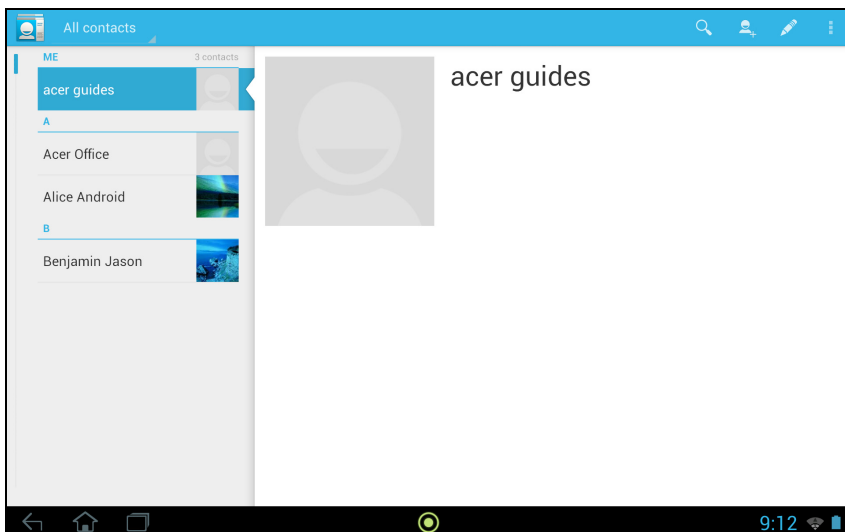 All contacts
ME 3 contacts
acer guides
A
Acer Office
Alice Android
B
Benjamin Jason
acer guides
9:12